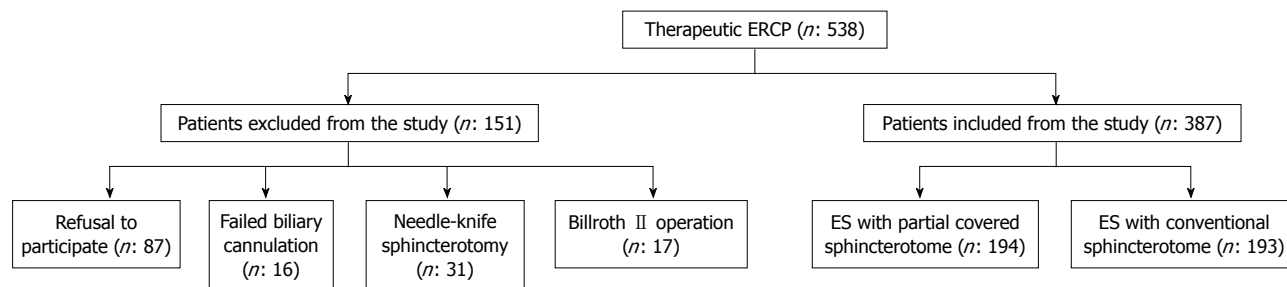 Therapeutic ERCP (n: 538)
Patients excluded from the study (n: 151)
Patients included from the study (n: 387)
Refusal to
participate (n: 87)
Failed biliary
cannulation
(n: 16)
Needle-knife
sphincterotomy
(n: 31)
Billroth Ⅱ operation
(n: 17)
ES with partial covered
sphincterotome (n: 194)
ES with conventional
sphincterotome (n: 193)